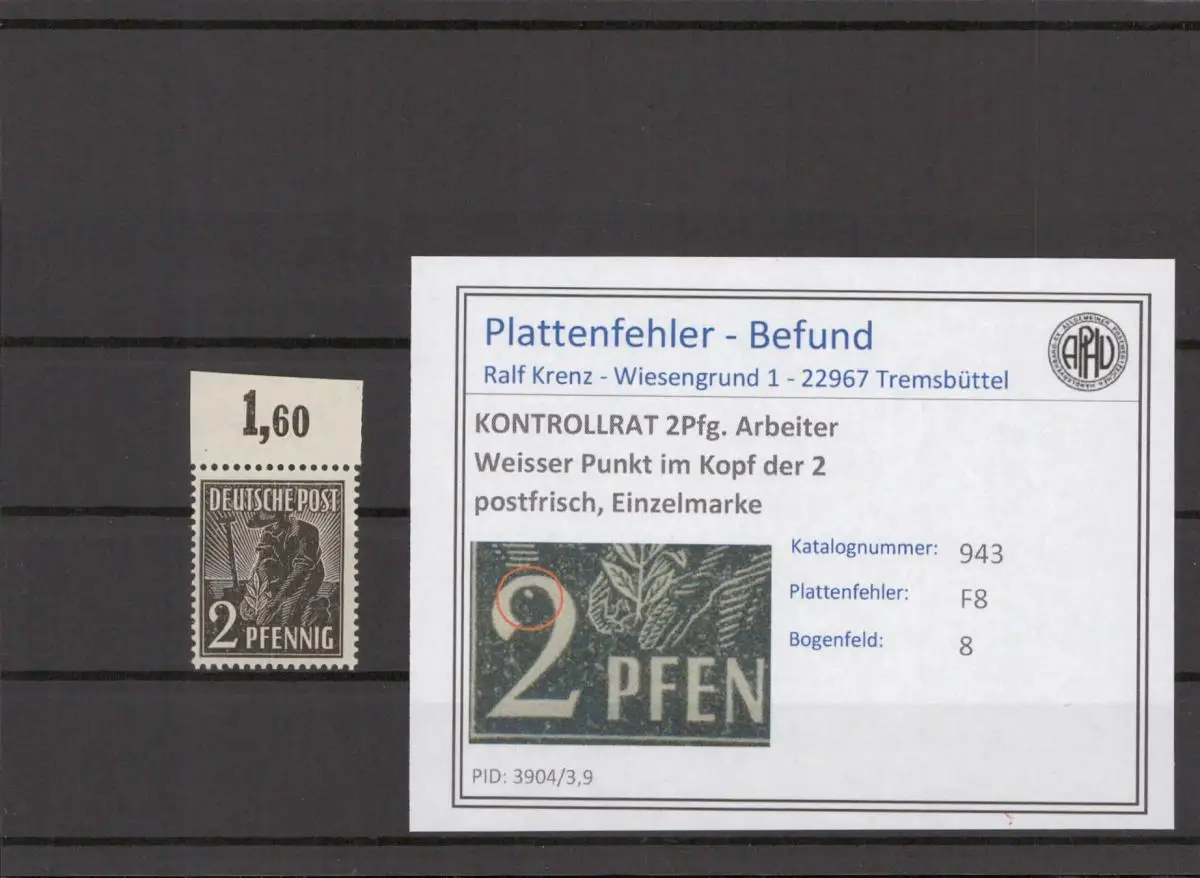 1,60
DEUTSCHE POST
2 PFENNIG
Plattenfehler - Befund
Ralf Krenz - Wiesengrund 1 - 22967 Tremsbüttel
APHV
KONTROLLRAT 2Pfg. Arbeiter
Weisser Punkt im Kopf der 2
postfrisch, Einzelmarke
Katalognummer: 943
Plattenfehler: F8
Bogenfeld: 8
2 PFEN
PID: 3904/3,9